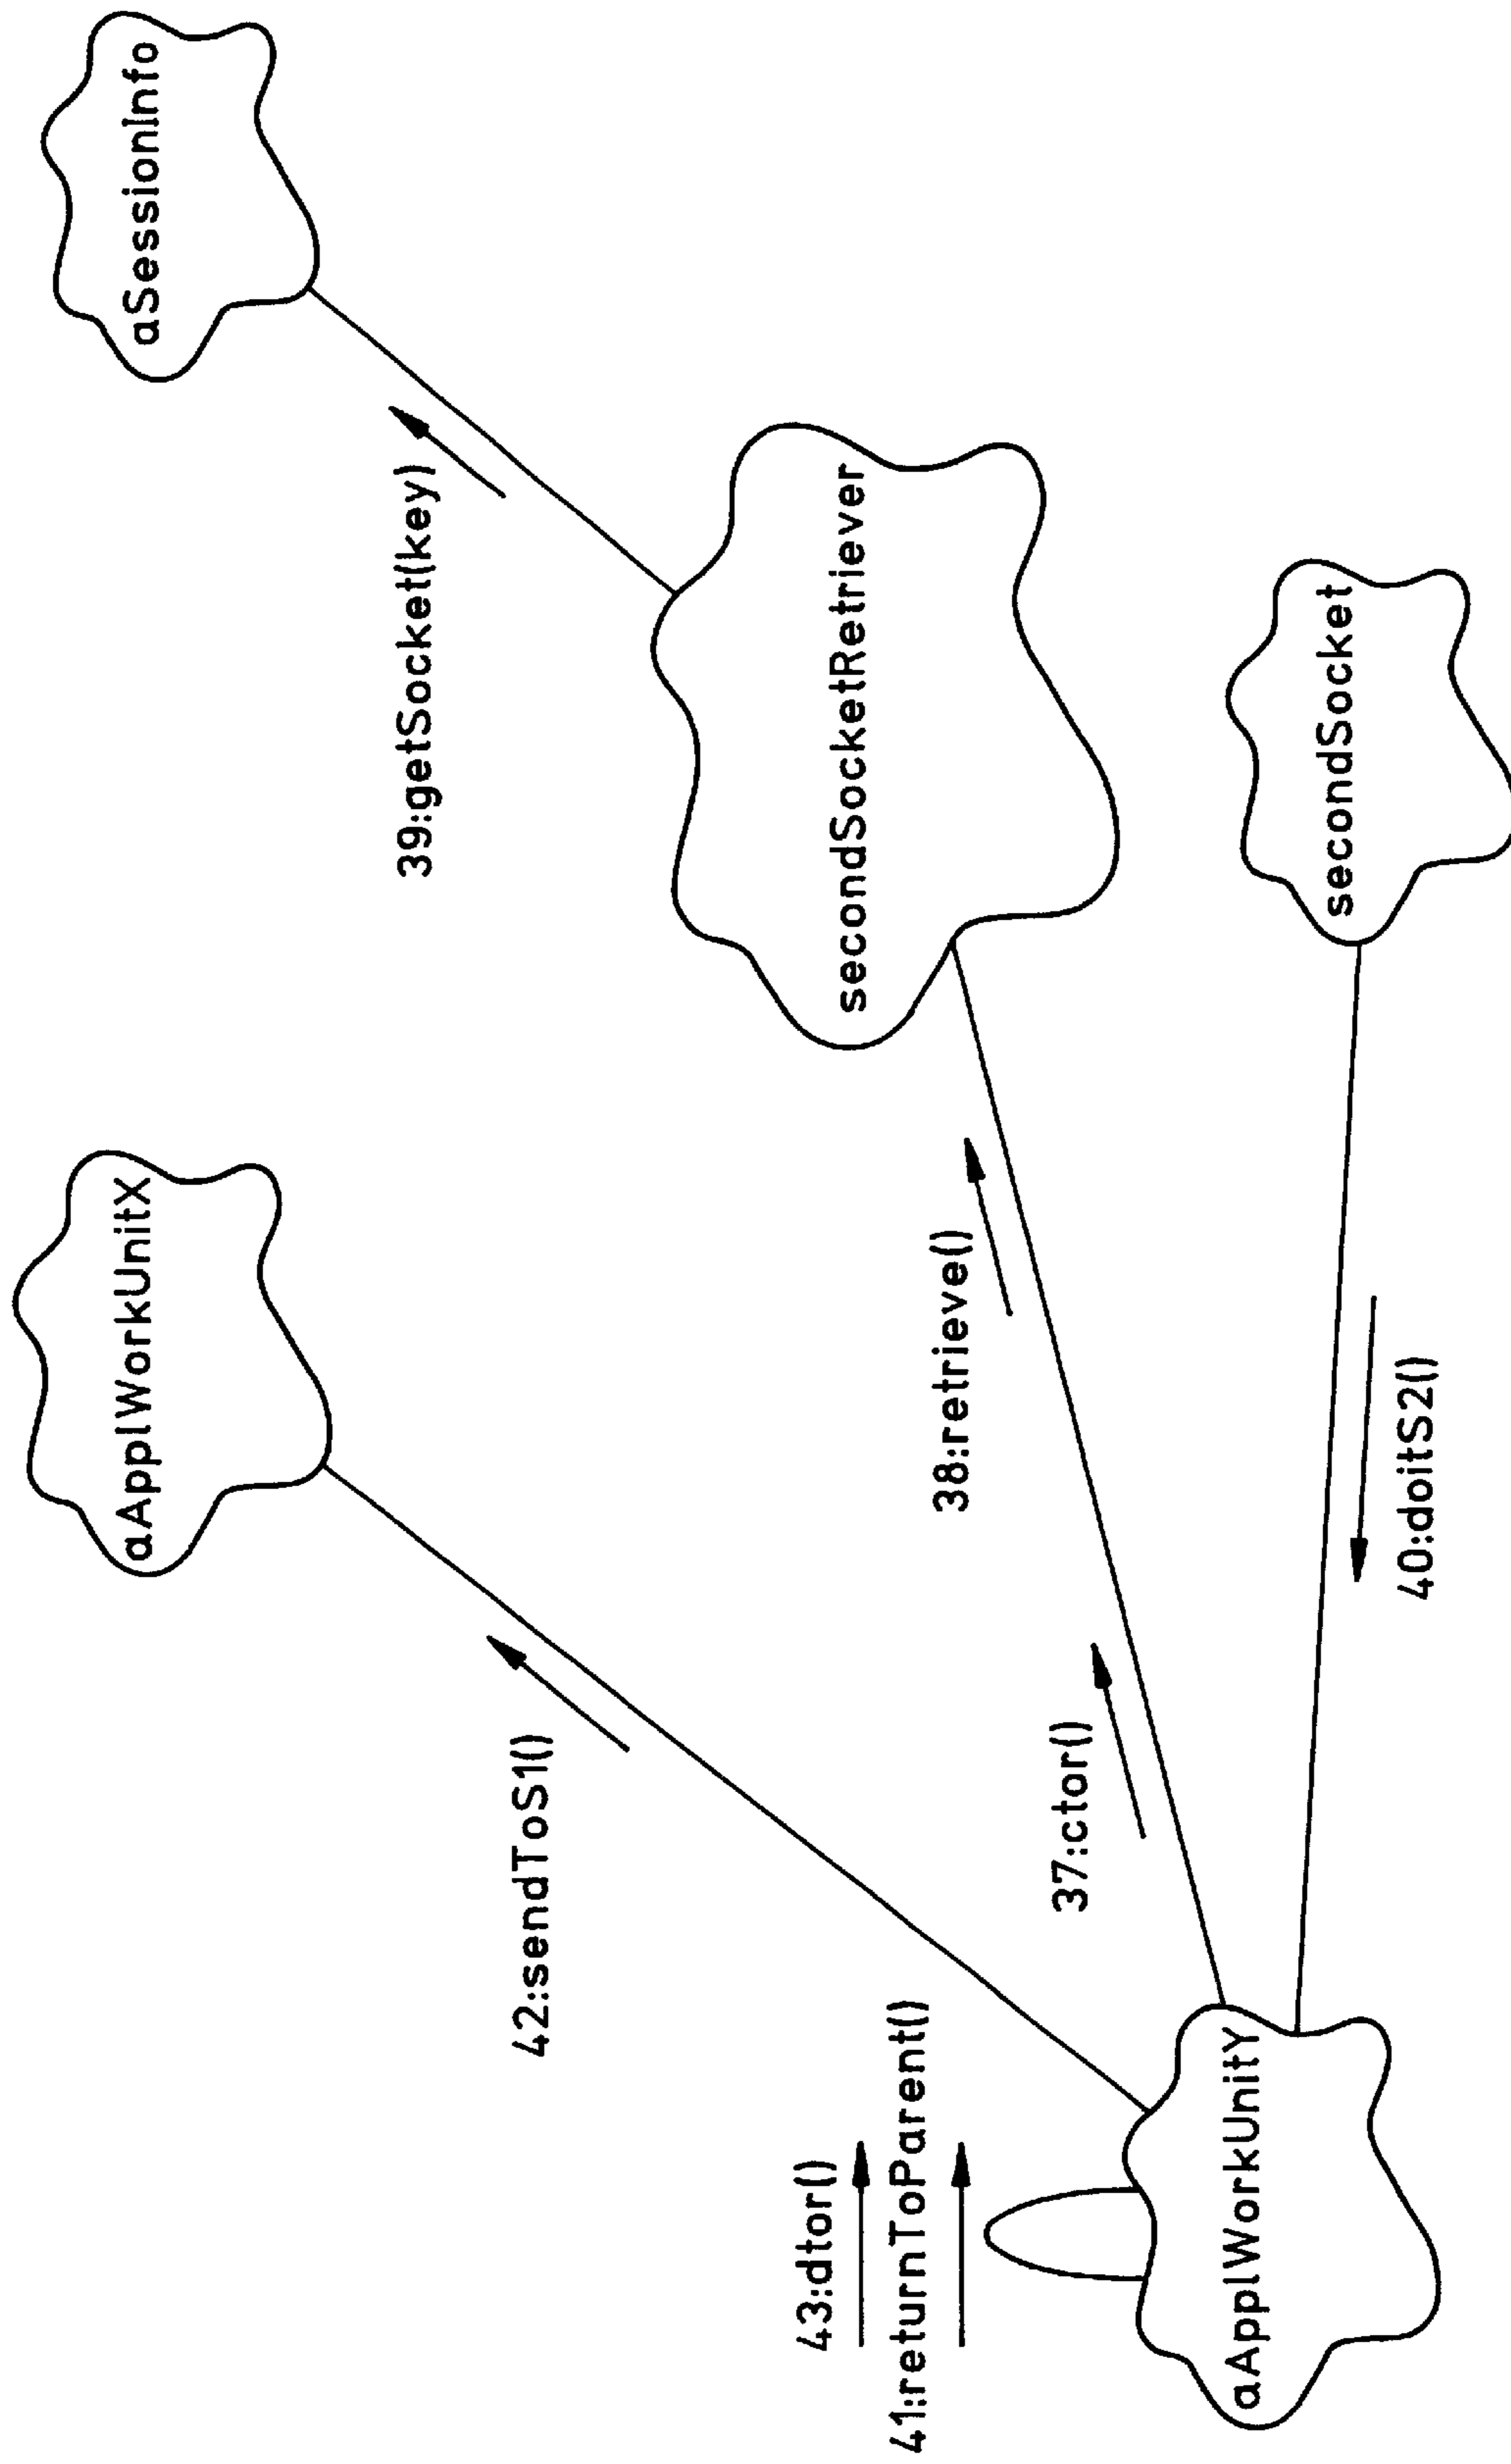 aApplWorkUnitX
aSessionInfo
39:getSocket(key)
42:sendToS1()
43:dtor()
41:returnToParent()
secondSocketRetriever
38:retrieve()
37:ctor()
aApplWorkUnitY
secondSocket
40:doitS2()